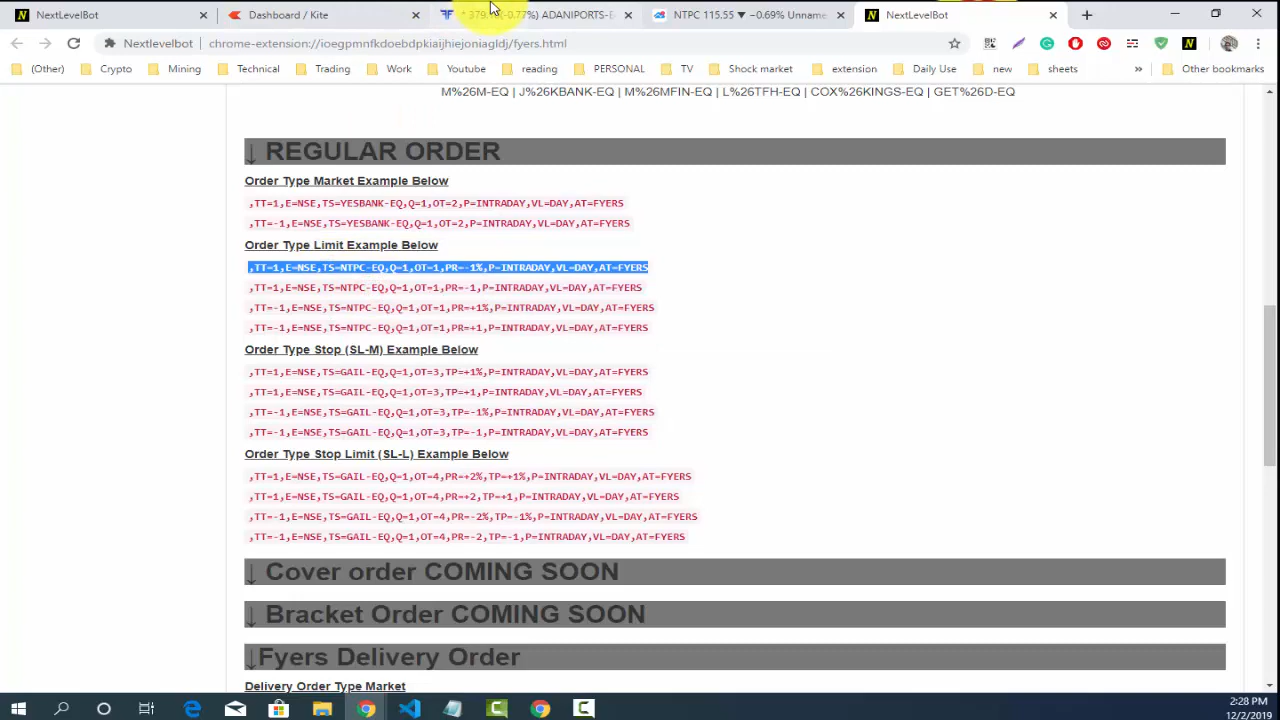 NextLevelBot
Dashboard / Kite
ADANIPORTS-E
NTPC 115.55 ▼ −0.69% Unname
NextLevelBot
Nextlevelbot
(Other)
Crypto
Mining
Technical
Trading
Work
Youtube
reading
PERSONAL
TV
Shock market
extension
Daily Use
new
sheets
»
Other bookmarks
M%26M-EQ | J%26KBANK-EQ | M%26MFIN-EQ | L%26TFH-EQ | COX%26KINGS-EQ | GET%26D-EQ
↓ REGULAR ORDER
Order Type Market Example Below
,TT=1,E=NSE,TS=YESBANK-EQ,Q=1,OT=2,P=INTRADAY,VL=DAY,AT=FYERS
,TT=-1,E=NSE,TS=YESBANK-EQ,Q=1,OT=2,P=INTRADAY,VL=DAY,AT=FYERS
Order Type Limit Example Below
,TT=1,E=NSE,TS=NTPC-EQ,Q=1,OT=1,PR=-1%,P=INTRADAY,VL=DAY,AT=FYERS
,TT=1,E=NSE,TS=NTPC-EQ,Q=1,OT=1,PR=-1,P=INTRADAY,VL=DAY,AT=FYERS
,TT=-1,E=NSE,TS=NTPC-EQ,Q=1,OT=1,PR=+1%,P=INTRADAY,VL=DAY,AT=FYERS
,TT=-1,E=NSE,TS=NTPC-EQ,Q=1,OT=1,PR=+1,P=INTRADAY,VL=DAY,AT=FYERS
Order Type Stop (SL-M) Example Below
,TT=1,E=NSE,TS=GAIL-EQ,Q=1,OT=3,TP=+1%,P=INTRADAY,VL=DAY,AT=FYERS
,TT=1,E=NSE,TS=GAIL-EQ,Q=1,OT=3,TP=+1,P=INTRADAY,VL=DAY,AT=FYERS
,TT=-1,E=NSE,TS=GAIL-EQ,Q=1,OT=3,TP=-1%,P=INTRADAY,VL=DAY,AT=FYERS
,TT=-1,E=NSE,TS=GAIL-EQ,Q=1,OT=3,TP=-1,P=INTRADAY,VL=DAY,AT=FYERS
Order Type Stop Limit (SL-L) Example Below
,TT=1,E=NSE,TS=GAIL-EQ,Q=1,OT=4,PR=+2%,TP=+1%,P=INTRADAY,VL=DAY,AT=FYERS
,TT=1,E=NSE,TS=GAIL-EQ,Q=1,OT=4,PR=+2,TP=+1,P=INTRADAY,VL=DAY,AT=FYERS
,TT=-1,E=NSE,TS=GAIL-EQ,Q=1,OT=4,PR=-2%,TP=-1%,P=INTRADAY,VL=DAY,AT=FYERS
,TT=-1,E=NSE,TS=GAIL-EQ,Q=1,OT=4,PR=-2,TP=-1,P=INTRADAY,VL=DAY,AT=FYERS
↓ Cover order COMING SOON
↓ Bracket Order COMING SOON
↓Fyers Delivery Order
Delivery Order Type Market
2:28 PM
12/2/2019